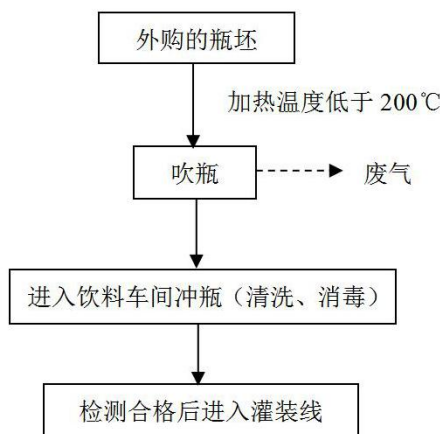 外购的瓶坯
加热温度低于 200℃
吹瓶
废气
进入饮料车间冲瓶（清洗、消毒）
检测合格后进入灌装线